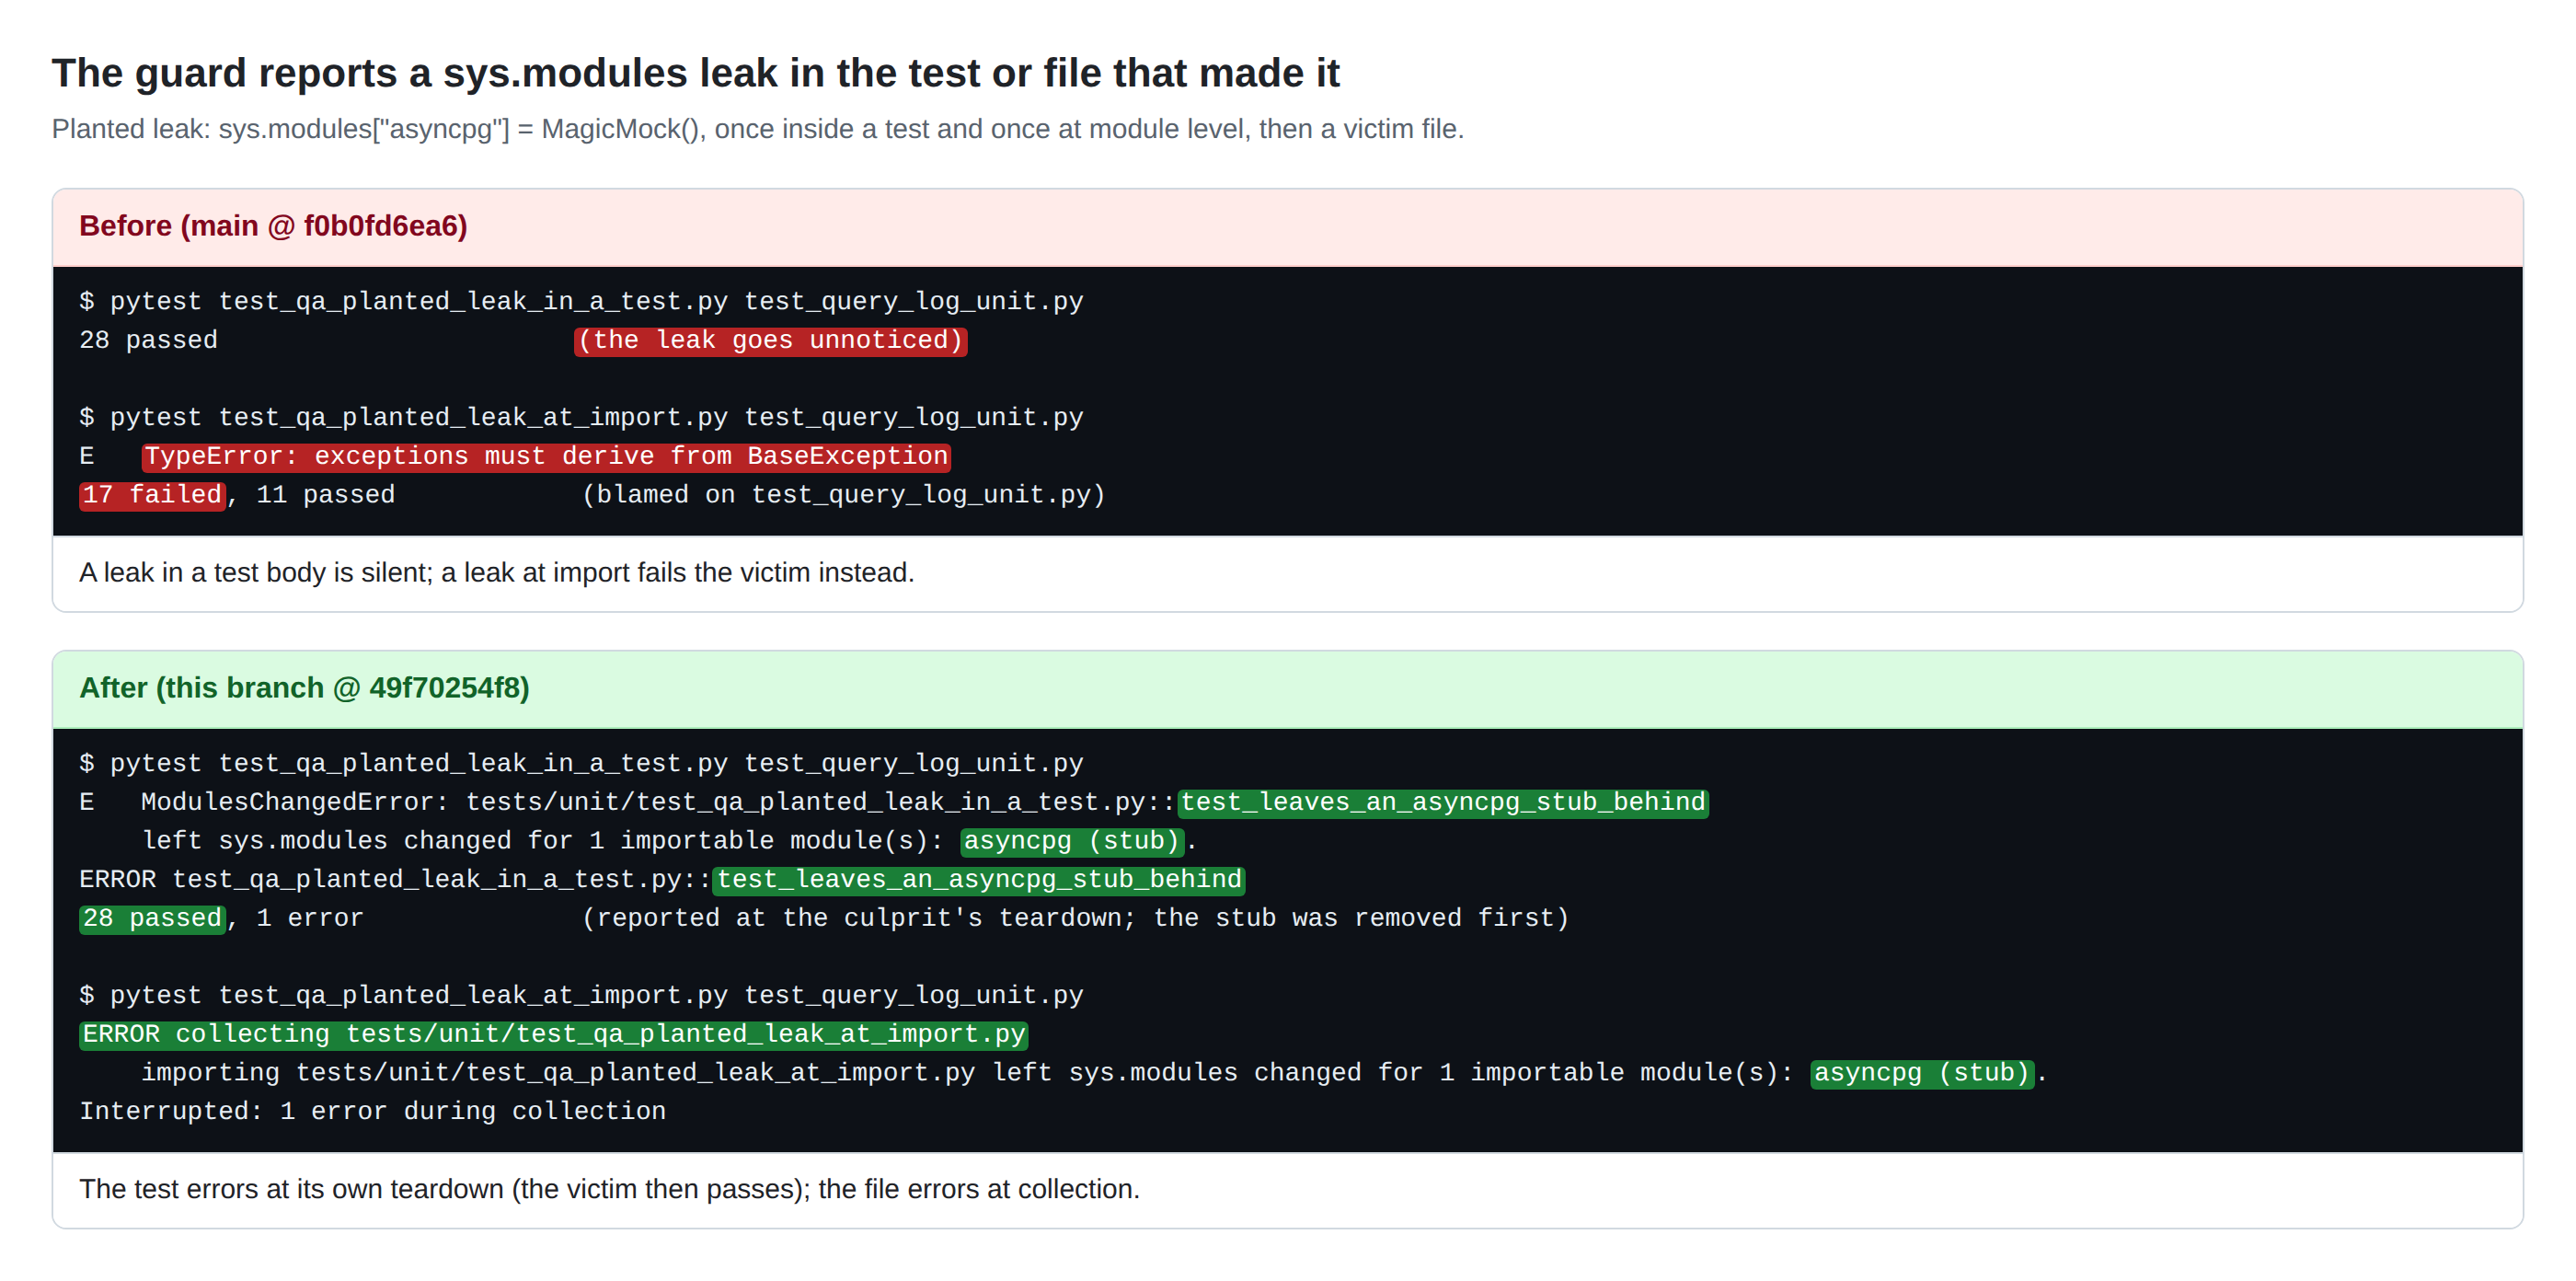 The guard reports a sys.modules leak in the test or file that made it
Planted leak: sys.modules["asyncpg"] = MagicMock(), once inside a test and once at module level, then a victim file.
Before (main @ f0b0fd6ea6)
$ pytest test_qa_planted_leak_in_a_test.py test_query_log_unit.py
28 passed                       (the leak goes unnoticed)
$ pytest test_qa_planted_leak_at_import.py test_query_log_unit.py
E   TypeError: exceptions must derive from BaseException
17 failed, 11 passed            (blamed on test_query_log_unit.py)
A leak in a test body is silent; a leak at import fails the victim instead.
After (this branch @ 49f70254f8)
$ pytest test_qa_planted_leak_in_a_test.py test_query_log_unit.py
E   ModulesChangedError: tests/unit/test_qa_planted_leak_in_a_test.py::test_leaves_an_asyncpg_stub_behind
    left sys.modules changed for 1 importable module(s): asyncpg (stub).
ERROR test_qa_planted_leak_in_a_test.py::test_leaves_an_asyncpg_stub_behind
28 passed, 1 error              (reported at the culprit's teardown; the stub was removed first)
$ pytest test_qa_planted_leak_at_import.py test_query_log_unit.py
ERROR collecting tests/unit/test_qa_planted_leak_at_import.py
    importing tests/unit/test_qa_planted_leak_at_import.py left sys.modules changed for 1 importable module(s): asyncpg (stub).
Interrupted: 1 error during collection
The test errors at its own teardown (the victim then passes); the file errors at collection.